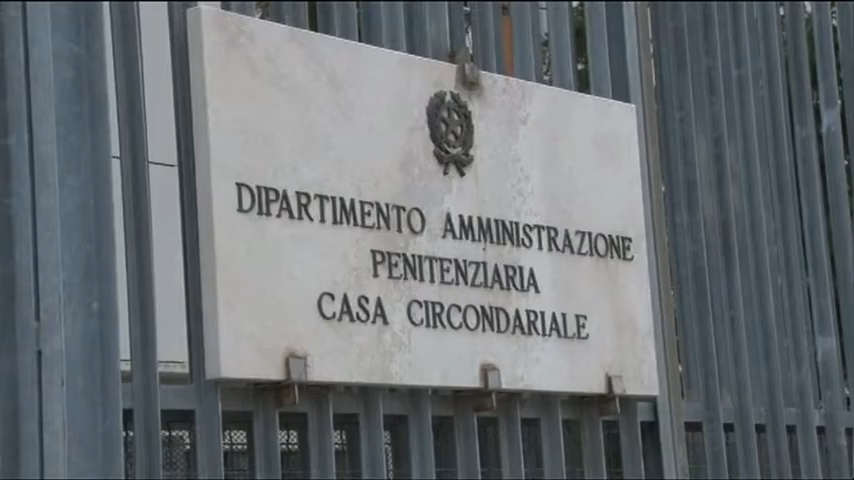 DIPARTIMENTO AMMINISTRAZIONE
PENITENZIARIA
CASA CIRCONDARIALE